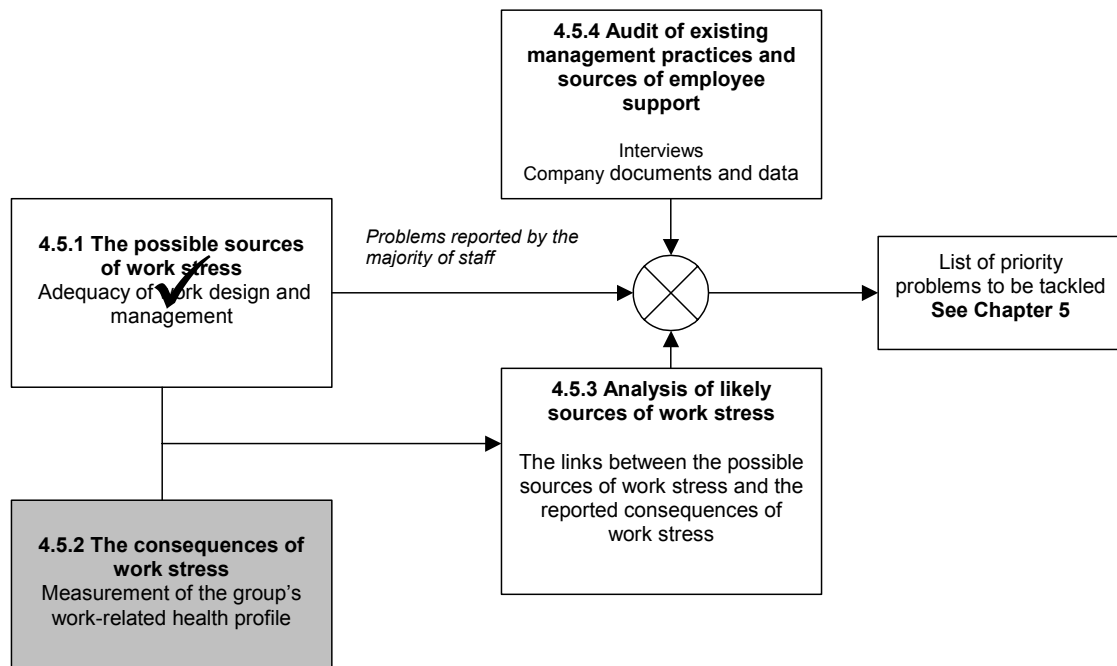 4.5.4 Audit of existing
management practices and
sources of employee
support
Interviews
Company documents and data
4.5.1 The possible sources
of work stress
Adequacy of work design and
management
Problems reported by the
majority of staff
List of priority
problems to be tackled
See Chapter 5
4.5.3 Analysis of likely
sources of work stress
The links between the possible
sources of work stress and the
reported consequences of
work stress
4.5.2 The consequences of
work stress
Measurement of the group's
work-related health profile